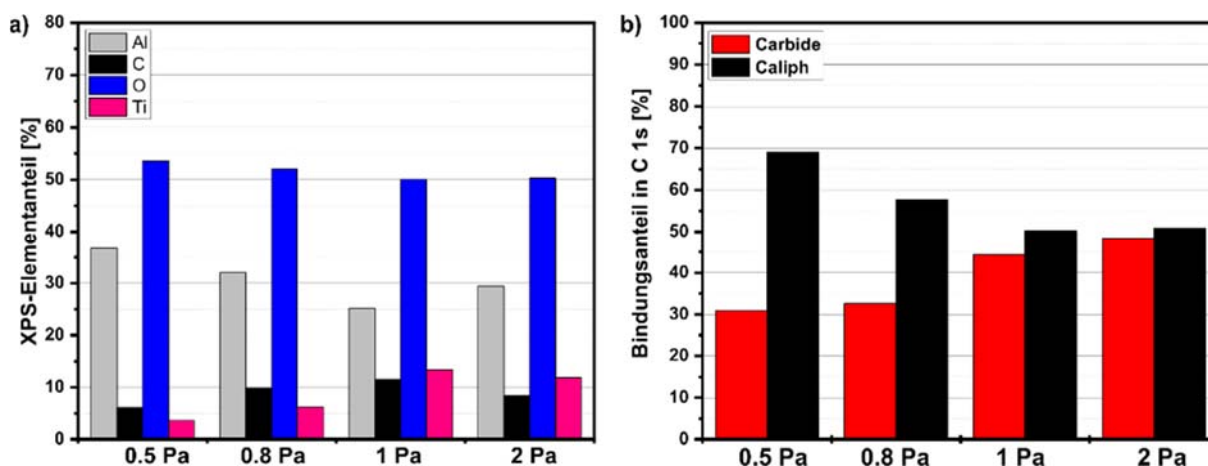 a)
XPS-Elementanteil [%]
80
70
60
50
40
30
20
10
0
Al
C
O
Ti
0.5 Pa 0.8 Pa 1 Pa 2 Pa
b)
Bindungsanteil in C 1s [%]
100
90
80
70
60
50
40
30
20
10
0
Carbide
Caliph
0.5 Pa 0.8 Pa 1 Pa 2 Pa